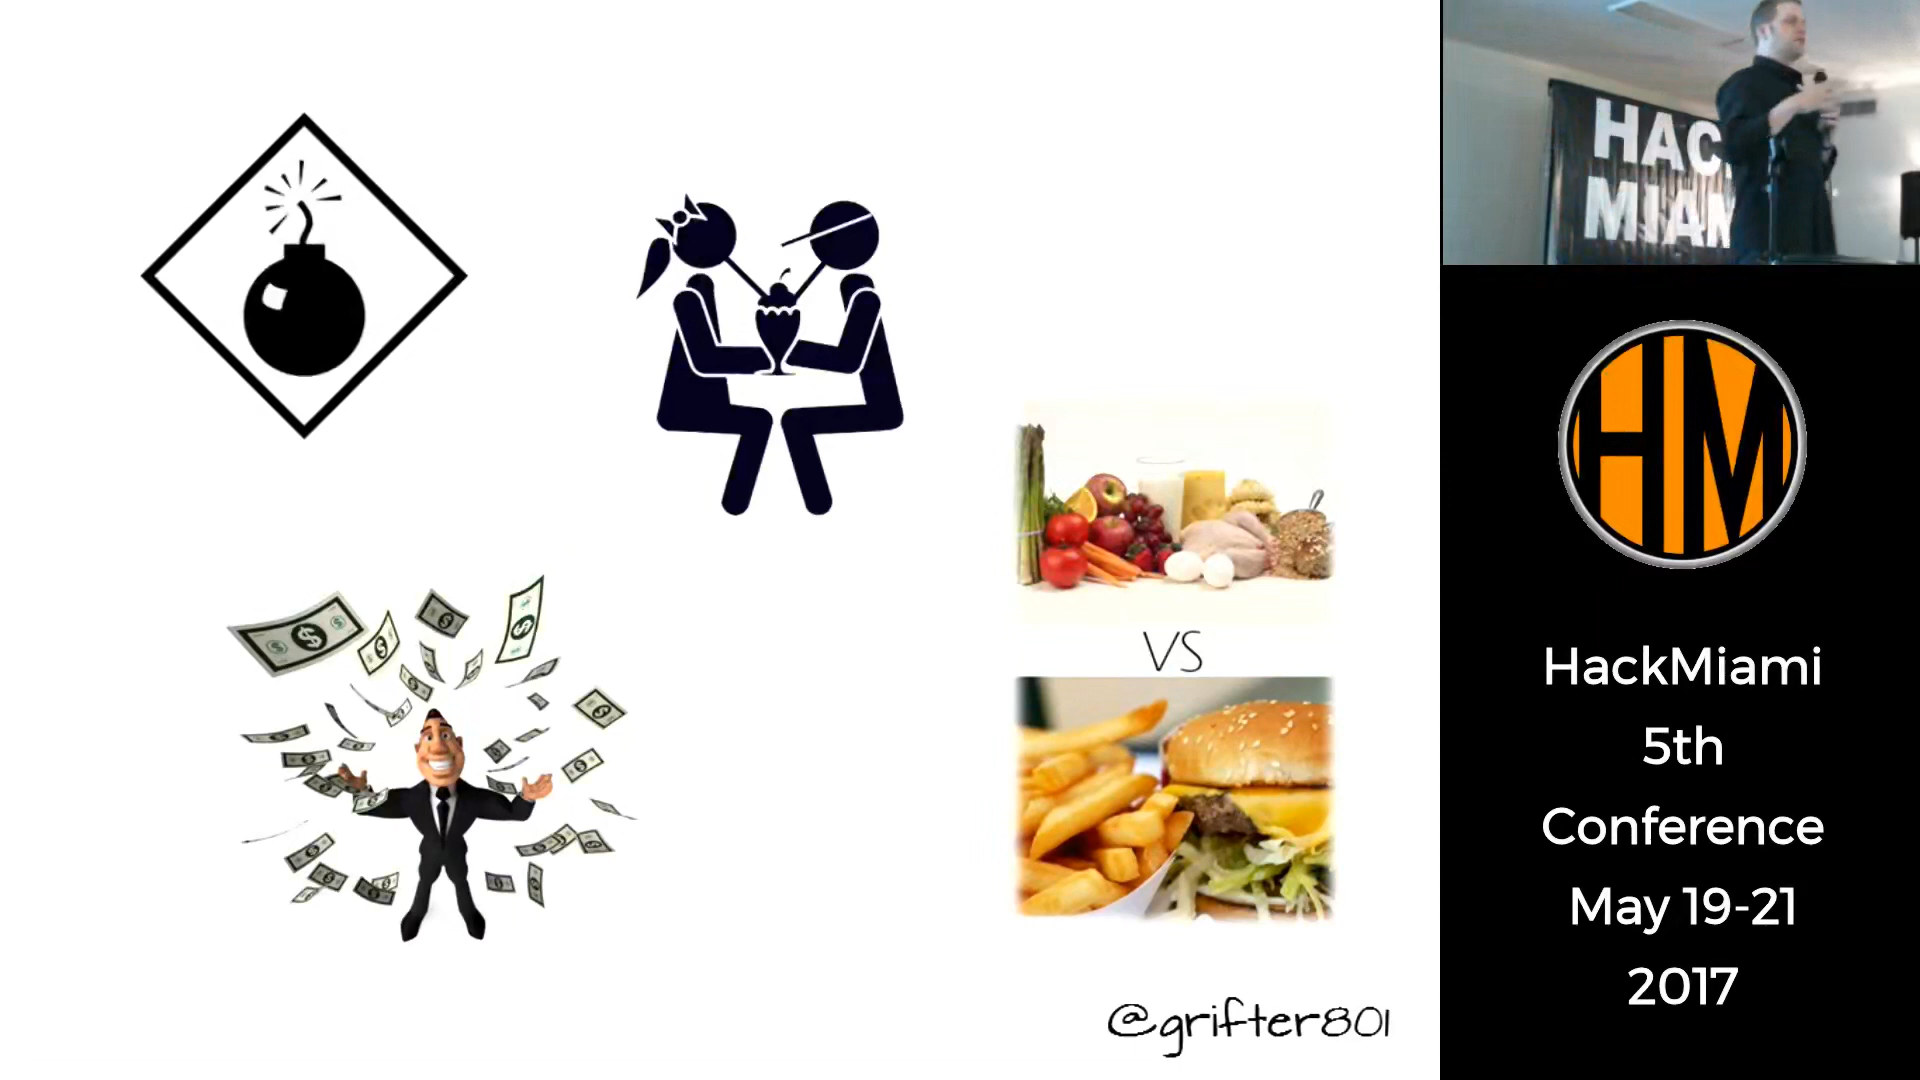 VS
@grifter801
HAC
MIAM
HM
HackMiami
5th
Conference
May 19-21
2017